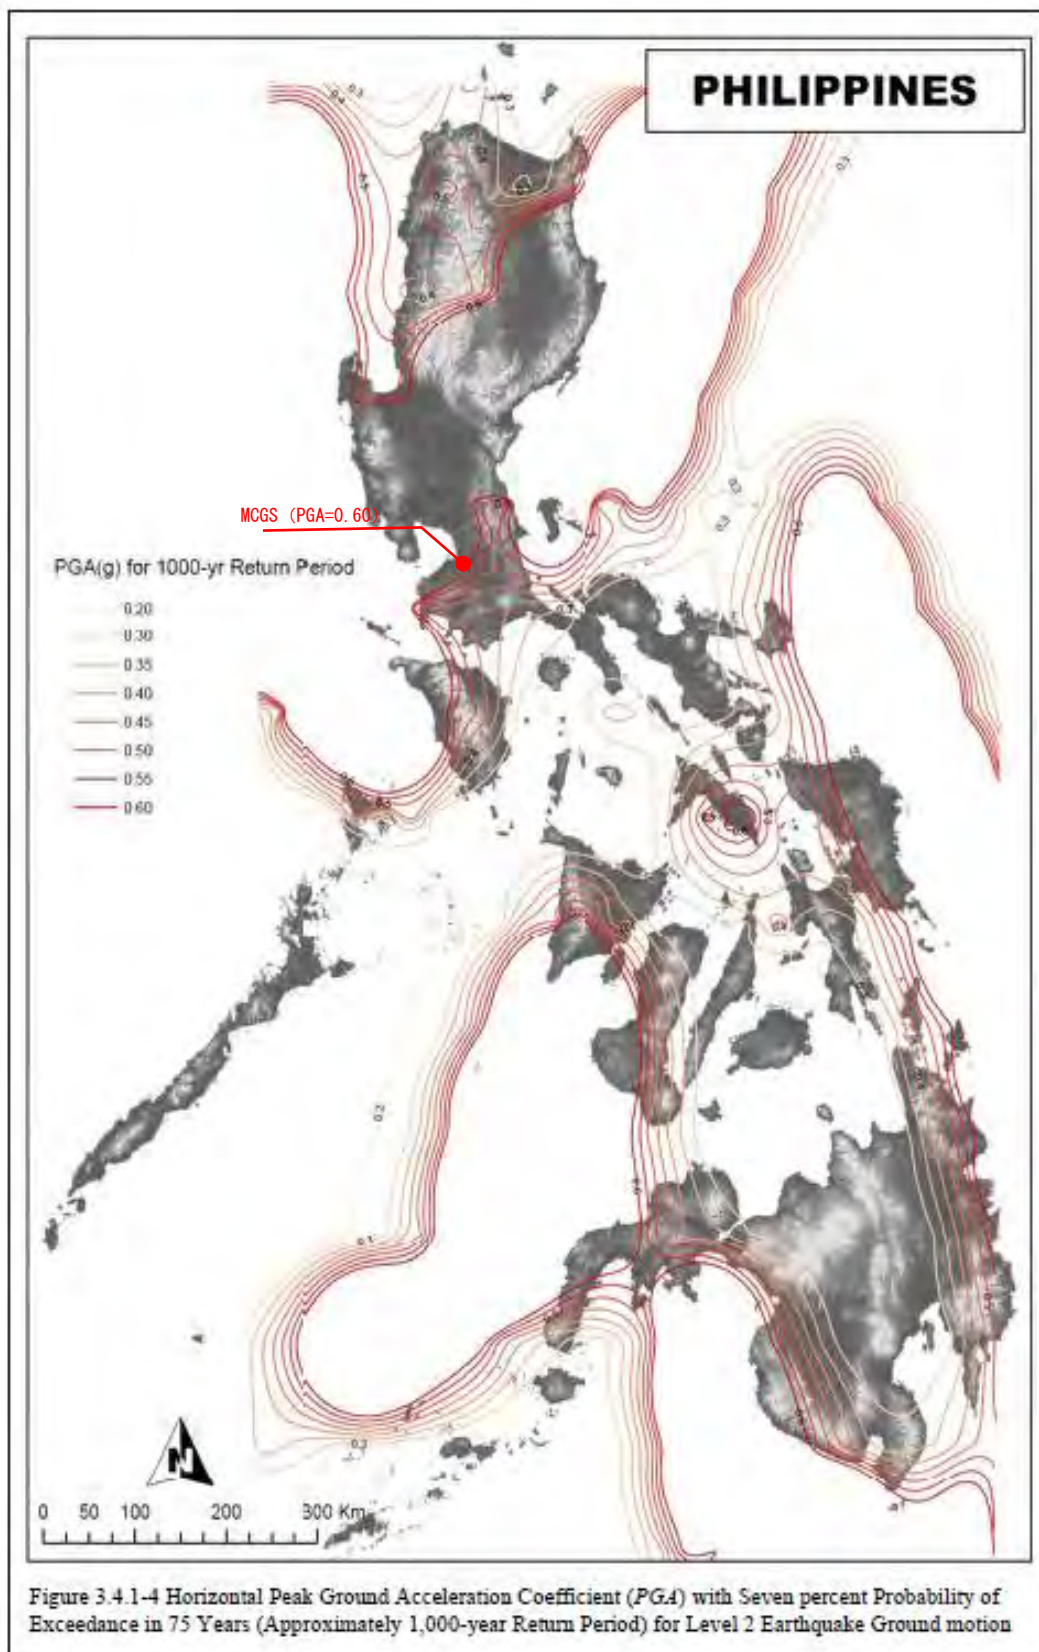 PHILIPPINES
MCGS (PGA=0.60)
PGA(g) for 1000-yr Return Period
0.20
0.30
0.35
0.40
0.45
0.50
0.55
0.60
N
0 50 100 200 300 Km
Figure 3.4.1-4 Horizontal Peak Ground Acceleration Coefficient (PGA) with Seven percent Probability of
Exceedance in 75 Years (Approximately 1,000-year Return Period) for Level 2 Earthquake Ground motion